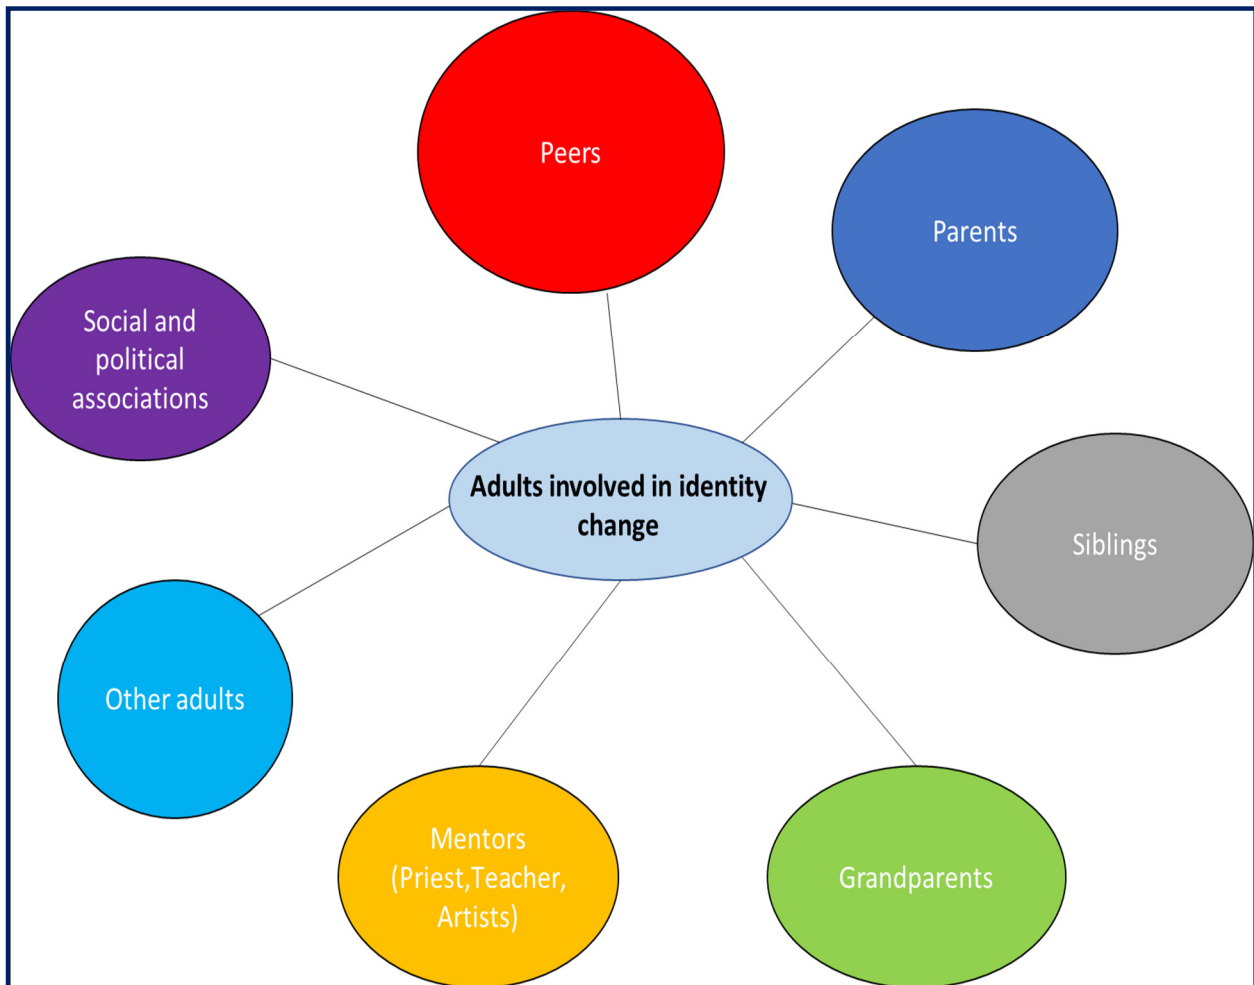 Peers
Parents
Social and
political
associations
Adults involved in identity
change
Siblings
Other adults
Mentors
(Priest,Teacher,
Artists)
Grandparents